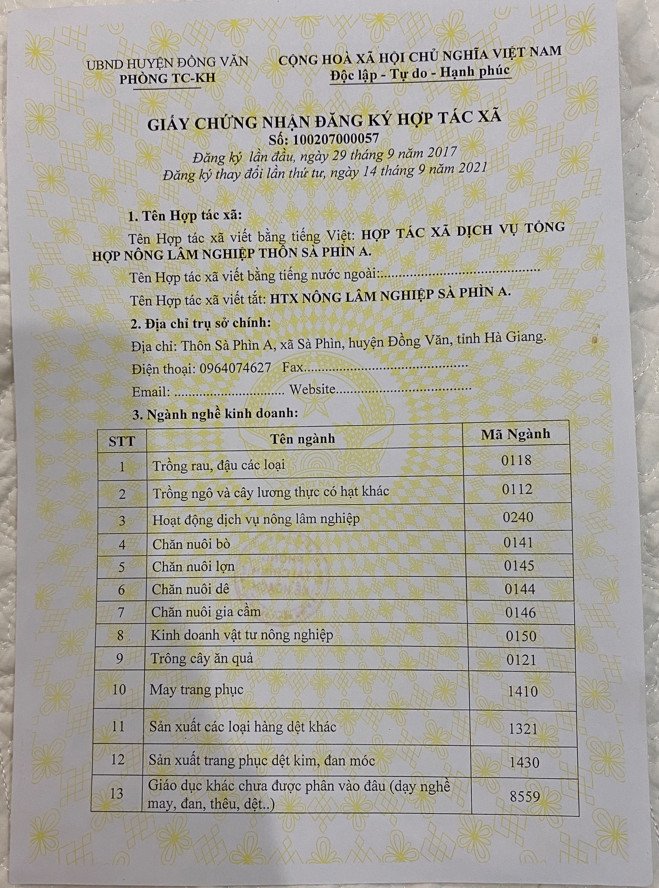 UBND HUYỆN ĐỒNG VĂN CỘNG HOÀ XÃ HỘI CHỦ NGHĨA VIỆT NAM
PHÒNG TC-KH Độc lập - Tự do - Hạnh phúc
GIẤY CHỨNG NHẬN ĐĂNG KÝ HỢP TÁC XÃ
Số: 100207000057
Đăng ký lần đầu, ngày 29 tháng 9 năm 2017
Đăng ký thay đổi lần thứ tư, ngày 14 tháng 9 năm 2021
1. Tên Hợp tác xã:
Tên Hợp tác xã viết bằng tiếng Việt: HỢP TÁC XÃ DỊCH VỤ TỔNG
HỢP NÔNG LÂM NGHIỆP THÔN SÀ PHÌN A.
Tên Hợp tác xã viết bằng tiếng nước ngoài:
Tên Hợp tác xã viết tắt: HTX NÔNG LÂM NGHIỆP SÀ PHÌN A.
2. Địa chỉ trụ sở chính:
Địa chỉ: Thôn Sà Phìn A, xã Sà Phìn, huyện Đồng Văn, tỉnh Hà Giang.
Điện thoại: 0964074627 Fax
Email: Website
3. Ngành nghề kinh doanh:
STT Tên ngành Mã Ngành
1 Trồng rau, đậu các loại 0118
2 Trồng ngô và cây lương thực có hạt khác 0112
3 Hoạt động dịch vụ nông lâm nghiệp 0240
4 Chăn nuôi bò 0141
5 Chăn nuôi lợn 0145
6 Chăn nuôi dê 0144
7 Chăn nuôi gia cầm 0146
8 Kinh doanh vật tư nông nghiệp 0150
9 Trông cây ăn quả 0121
10 May trang phục 1410
11 Sản xuất các loại hàng dệt khác 1321
12 Sản xuất trang phục dệt kim, đan móc 1430
13 Giáo dục khác chưa được phân vào đâu (dạy nghề 8559
may, đan, thêu, dệt..)